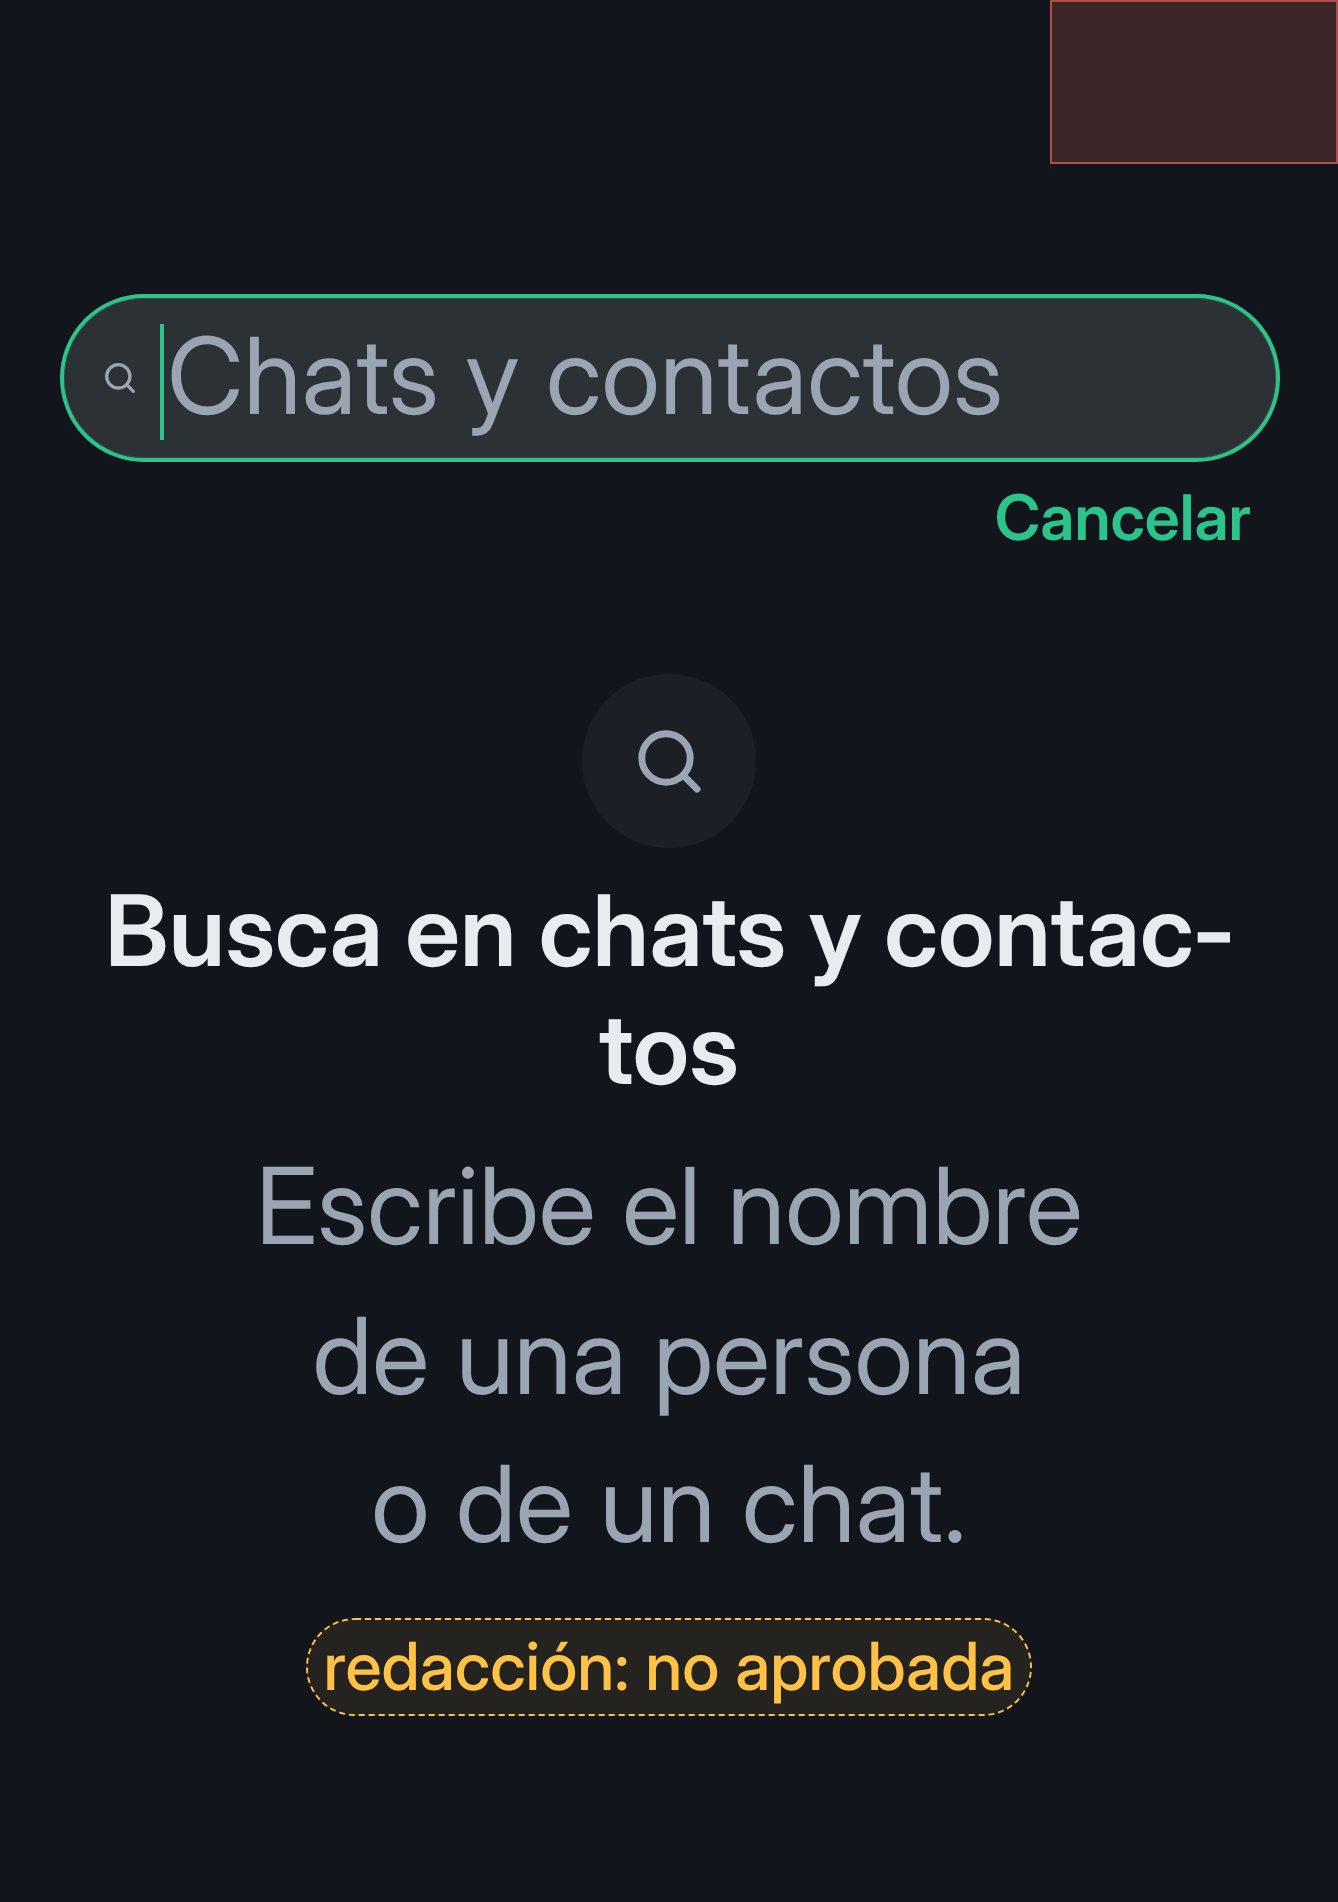 Chats y contactos
Cancelar
Busca en chats y contac-
tos
Escribe el nombre
de una persona
o de un chat.
redacción: no aprobada